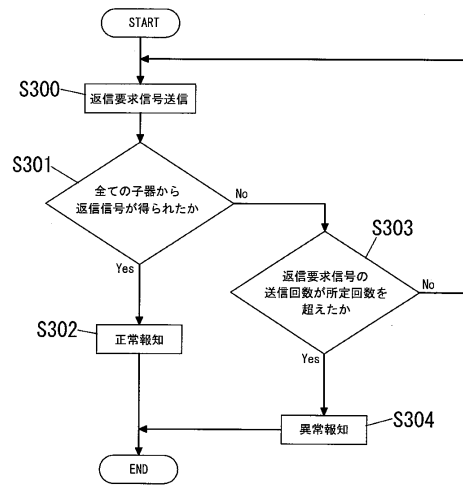 START
S300
返信要求信号送信
S301
全ての子器から
返信信号が得られたか
No
S303
返信要求信号の
送信回数が所定回数を
超えたか
No
Yes
S302
正常報知
Yes
異常報知
S304
END